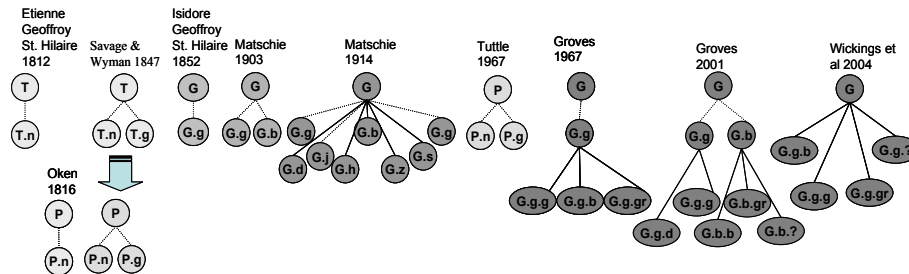 Etienne
Geoffroy
St. Hilaire
1812
T
T.n
Oken
1816
P
P.n
Savage &
Wyman 1847
T
T.n T.g
P
P.n P.g
Isidore
Geoffroy
St. Hilaire
1852
G
G.g
Matschie
1903
G
G.g G.b
Matschie
1914
G
G.g G.b G.g
G.d G.j G.h G.z G.s
Tuttle
1967
P
P.n P.g
Groves
1967
G
G.g
G.g.g G.g.b G.g.gr
Groves
2001
G
G.g G.b
G.g.g G.b.gr
G.g.d G.b.b G.b.?
Wickings et
al 2004
G
G.g.b G.g.?
G.g.g G.g.gr